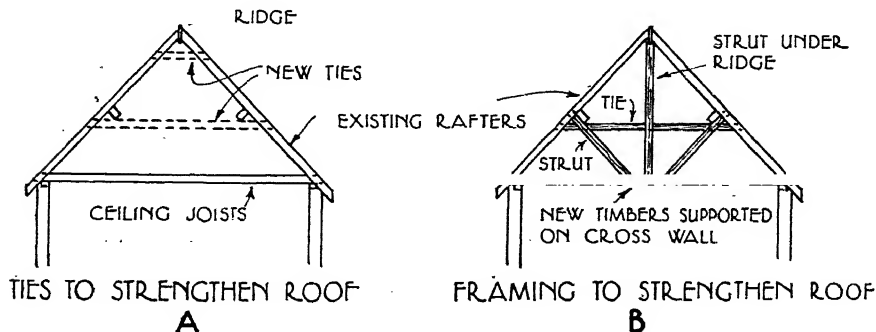 RIDGE
NEW TIES
EXISTING RAFTERS
CEILING JOISTS
TIES TO STRENGTHEN ROOF
A
STRUT UNDER
RIDGE
TIE
STRUT
NEW TIMBERS SUPPORTED
ON CROSS WALL
FRAMING TO STRENGTHEN ROOF
B